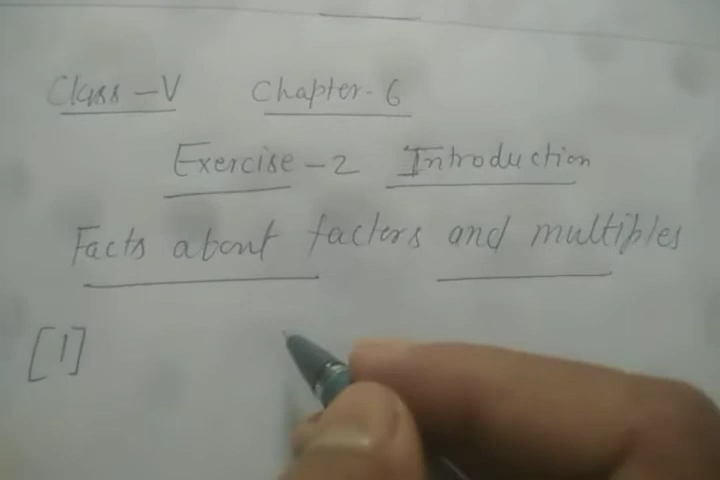 Class - V Chapter - 6
Exercise - 2 Introduction
Facts about factors and multiples
[1]